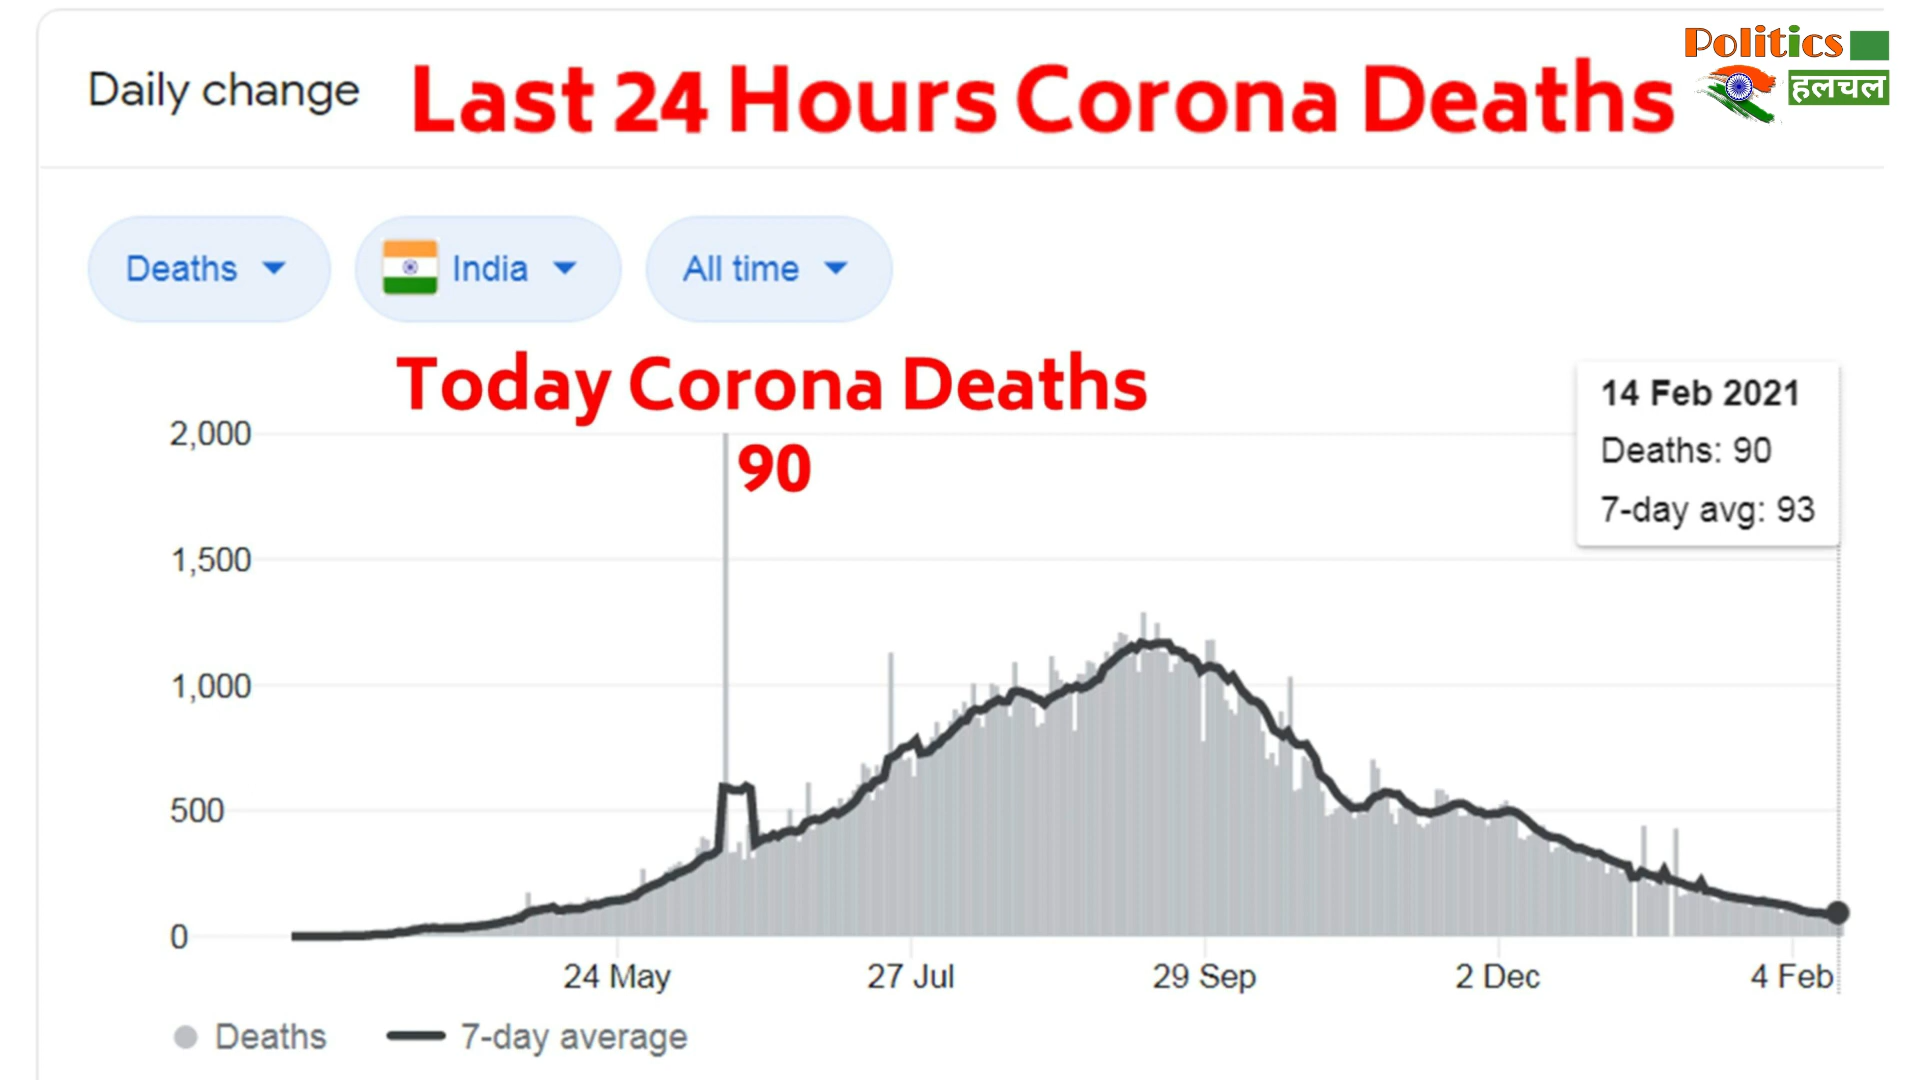 Daily change
Last 24 Hours Corona Deaths
Politics
हलचल
Deaths
India
All time
Today Corona Deaths
90
14 Feb 2021
Deaths: 90
7-day avg: 93
2,000
1,500
1,000
500
0
24 May
27 Jul
29 Sep
2 Dec
4 Feb
Deaths
7-day average